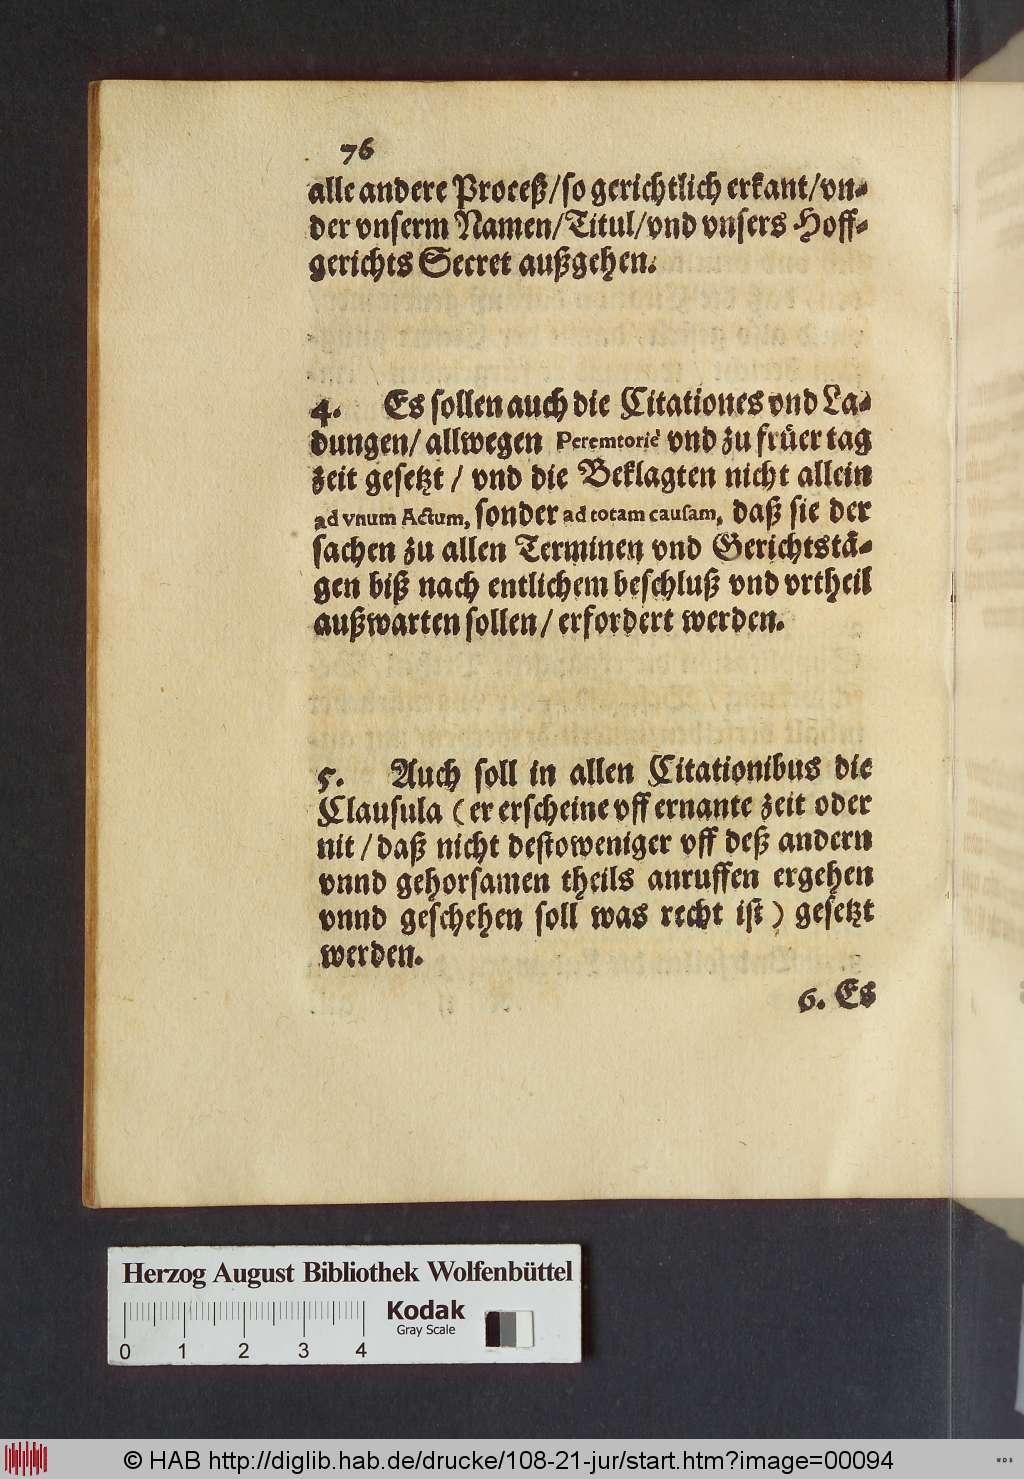 76
alle andere Proceß/so gerichtlich erkant/vn-
der vnserm Namen/Titul/vnd vnsers Hoff-
gerichts Secret außgehen.
4. Es sollen auch die Citationes vnd La-
dungen/ allwegen Peremtoriè vnd zu früer tag
zeit gesetzt / vnd die Beklagten nicht allein
ad vnum Actum, sonder ad totam causam, daß sie der
sachen zu allen Terminen vnd Gerichtstä-
gen biß nach entlichem beschluß vnd vrtheil
außwarten sollen / erfordert werden.
5. Auch soll in allen Citationibus die
Clausula ( er erscheine vff ernante zeit oder
nit / daß nicht destoweniger vff deß andern
vnnd gehorsamen theils anruffen ergehen
vnnd geschehen soll was recht ist ) gesetzt
werden.
6. Es
Herzog August Bibliothek Wolfenbüttel
Kodak
Gray Scale
0 1 2 3 4
© HAB http://diglib.hab.de/drucke/108-21-jur/start.htm?image=00094